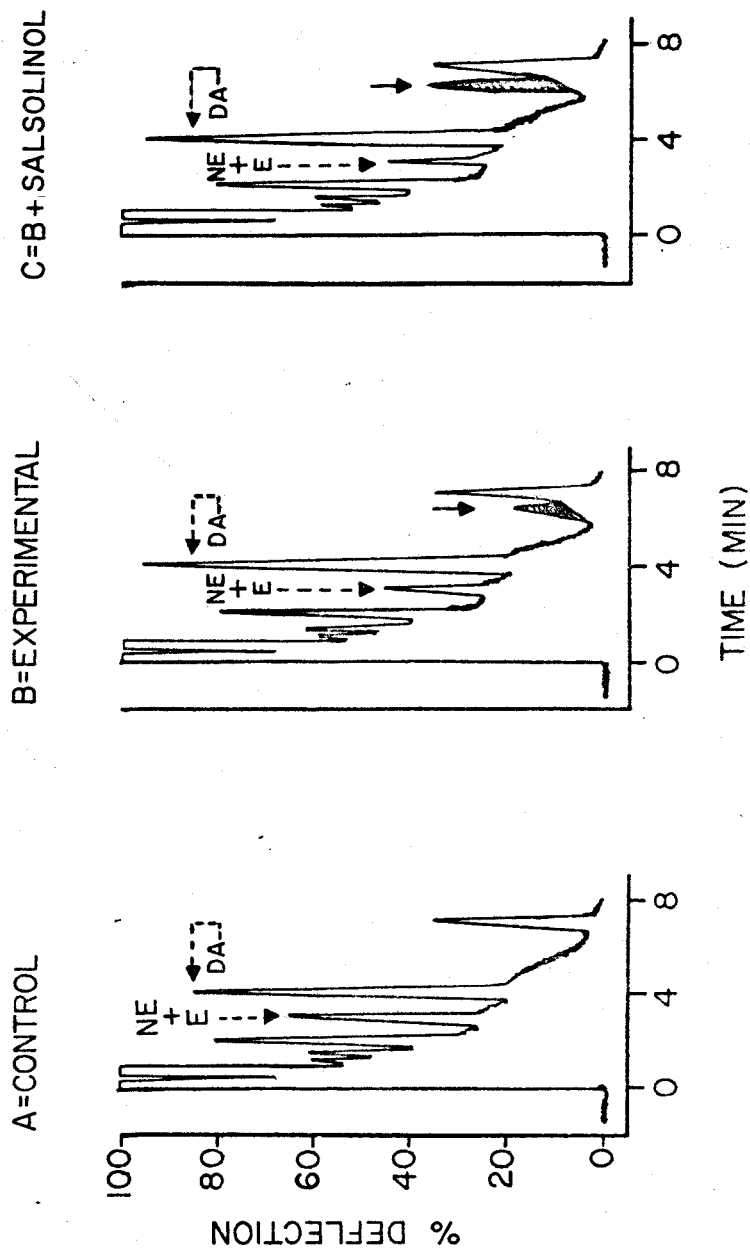 A=CONTROL
B=EXPERIMENTAL
C=B+SALSOLINOL
% DEFLECTION
100
80
60
40
20
0
NE
+
E
DA
0
4
8
NE
+
E
DA
0
4
8
NE
+
E
DA
0
4
8
TIME (MIN)